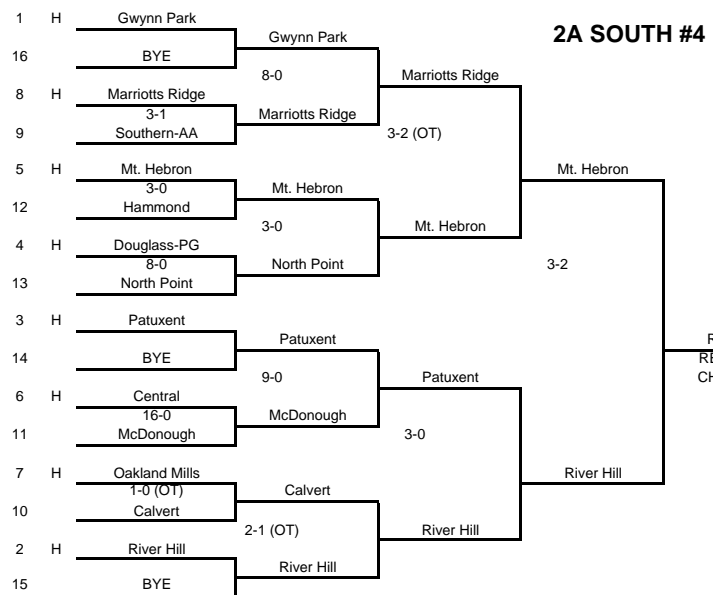 2A SOUTH #4
1 H Gwynn Park
16 BYE
8 H Marriotts Ridge
3-1
9 Southern-AA
5 H Mt. Hebron
3-0
12 Hammond
4 H Douglass-PG
8-0
13 North Point
3 H Patuxent
14 BYE
6 H Central
16-0
11 McDonough
7 H Oakland Mills
1-0 (OT)
10 Calvert
2 H River Hill
15 BYE
Gwynn Park
8-0
Marriotts Ridge
Mt. Hebron
3-0
North Point
Patuxent
9-0
McDonough
Calvert
2-1 (OT)
River Hill
Marriotts Ridge
3-2 (OT)
Mt. Hebron
Patuxent
3-0
River Hill
Mt. Hebron
3-2
River Hill